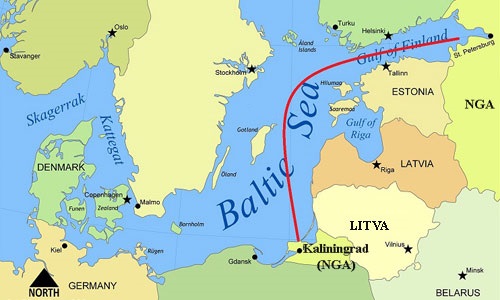 Oslo
Stavanger
Stockholm
Åland
Islands
Turku
Helsinki
Gulf of Finland
St. Petersburg
Tallinn
Hiiumaa
Saaremaa
ESTONIA
NGA
Skagerrak
Kattegat
Gotland
Gulf of
Riga
Öland
Baltic Sea
LATVIA
Riga
DENMARK
Copenhagen
Malmo
Funen
Zealand
Bornholm
LITVA
Vilnius
Kiel
Rügen
Kaliningrad
(NGA)
Gdansk
Minsk
NORTH
GERMANY
BELARUS